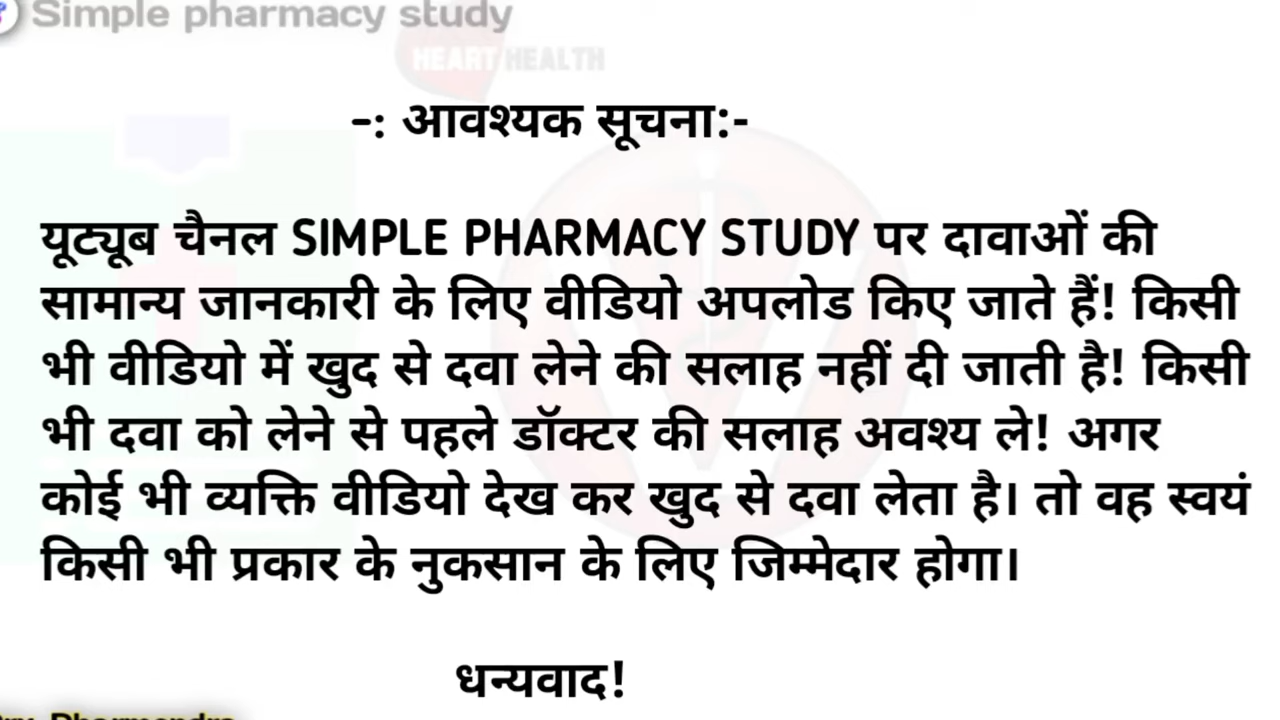 Simple pharmacy study
HEART HEALTH
-: आवश्यक सूचना:-
यूट्यूब चैनल SIMPLE PHARMACY STUDY पर दावाओं की
सामान्य जानकारी के लिए वीडियो अपलोड किए जाते हैं! किसी
भी वीडियो में खुद से दवा लेने की सलाह नहीं दी जाती है! किसी
भी दवा को लेने से पहले डॉक्टर की सलाह अवश्य ले! अगर
कोई भी व्यक्ति वीडियो देख कर खुद से दवा लेता है। तो वह स्वयं
किसी भी प्रकार के नुकसान के लिए जिम्मेदार होगा।
धन्यवाद!